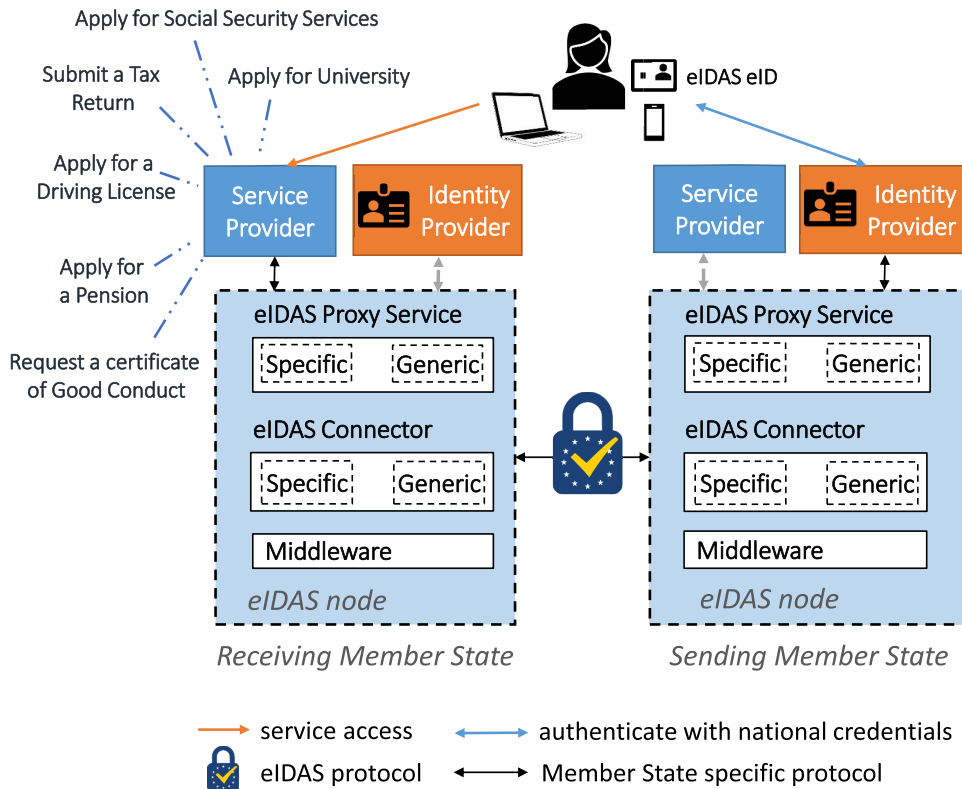 Apply for Social Security Services
Submit a Tax
Return
Apply for University
Apply for a
Driving License
Apply for
a Pension
Request a certificate
of Good Conduct
eIDAS eID
Service
Provider
Identity
Provider
Service
Provider
Identity
Provider
eIDAS Proxy Service
Specific
Generic
eIDAS Connector
Specific
Generic
Middleware
eIDAS node
Receiving Member State
eIDAS Proxy Service
Specific
Generic
eIDAS Connector
Specific
Generic
Middleware
eIDAS node
Sending Member State
service access
authenticate with national credentials
eIDAS protocol
Member State specific protocol